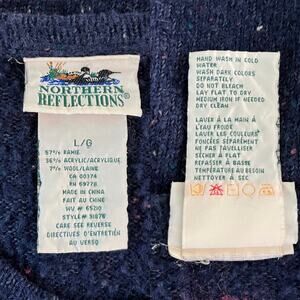 NORTHERN
REFLECTIONS®
L/G
57% RAMIE
36% ACRYLIC/ACRYLIQUE
7% WOOL/LAINE
CA 00174
RN 69778
MADE IN CHINA
FAIT AU CHINE
WU # 65210
STYLE# 31876
CARE SEE REVERSE
DIRECTIVES D'ENTRETIEN
AU VERSO
HAND WASH IN COLD
WATER
WASH DARK COLORS
SEPARATELY
DO NOT BLEACH
LAY FLAT TO DRY
MEDIUM IRON IF NEEDED
DRY CLEAN
LAVER À LA MAIN À
L'EAU FROIDE
LAVER LES COULEURS
FONCÉES SÉPARÉMENT
NE PAS JAVELLISER
SÉCHER À PLAT
REPASSER À BASSE
TEMPÉRATURE AU BESOIN
NETTOYER À SEC